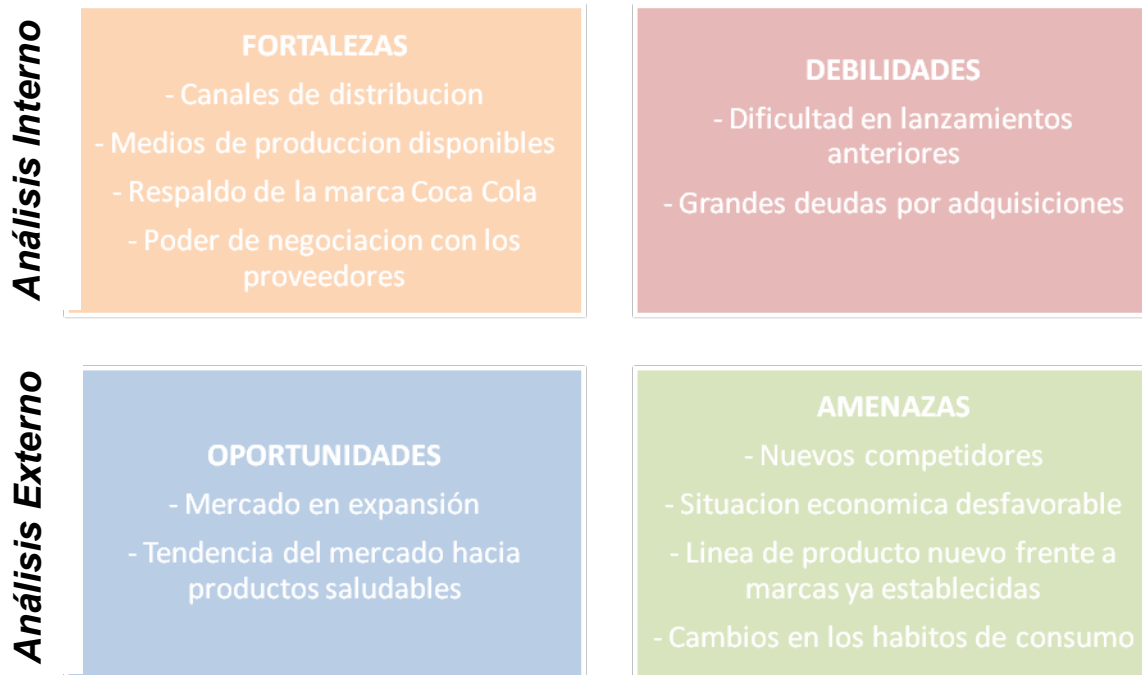 Análisis Interno
FORTALEZAS
- Canales de distribucion
- Medios de produccion disponibles
- Respaldo de la marca Coca Cola
- Poder de negociacion con los
proveedores
DEBILIDADES
- Dificultad en lanzamientos
anteriores
- Grandes deudas por adquisiciones
Análisis Externo
OPORTUNIDADES
- Mercado en expansión
- Tendencia del mercado hacia
productos saludables
AMENAZAS
- Nuevos competidores
- Situacion economica desfavorable
- Linea de producto nuevo frente a
marcas ya establecidas
- Cambios en los habitos de consumo